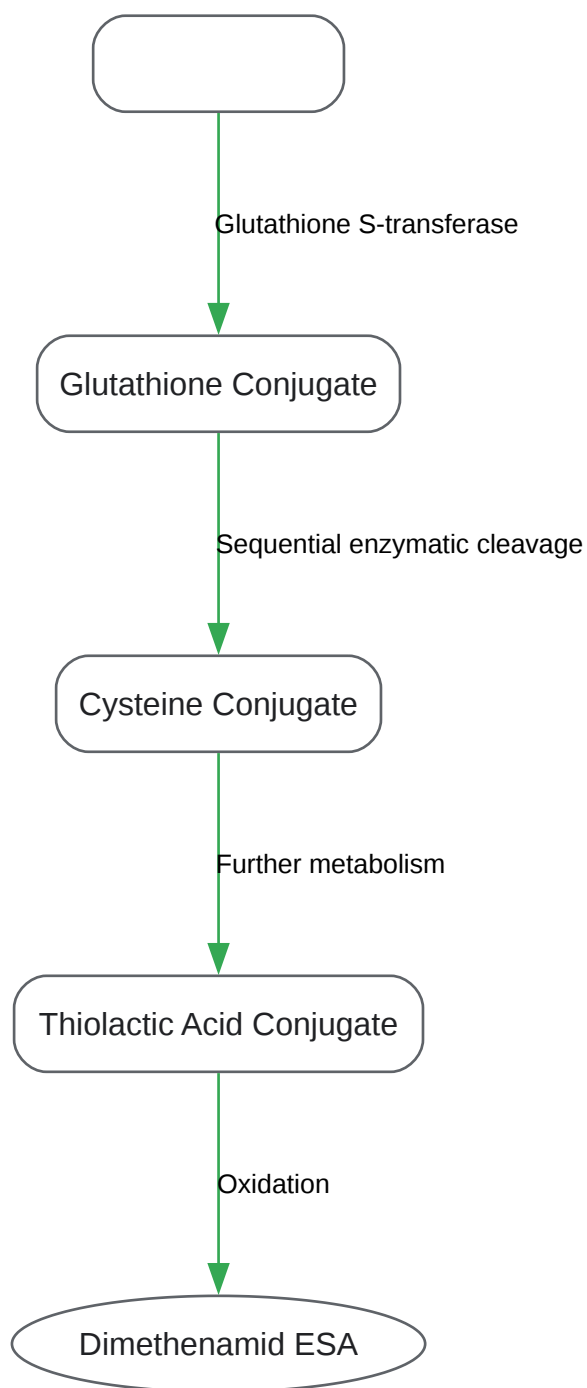 Glutathione S-transferase
Glutathione Conjugate
Sequential enzymatic cleavage
Cysteine Conjugate
Further metabolism
Thiolactic Acid Conjugate
Oxidation
Dimethenamid ESA